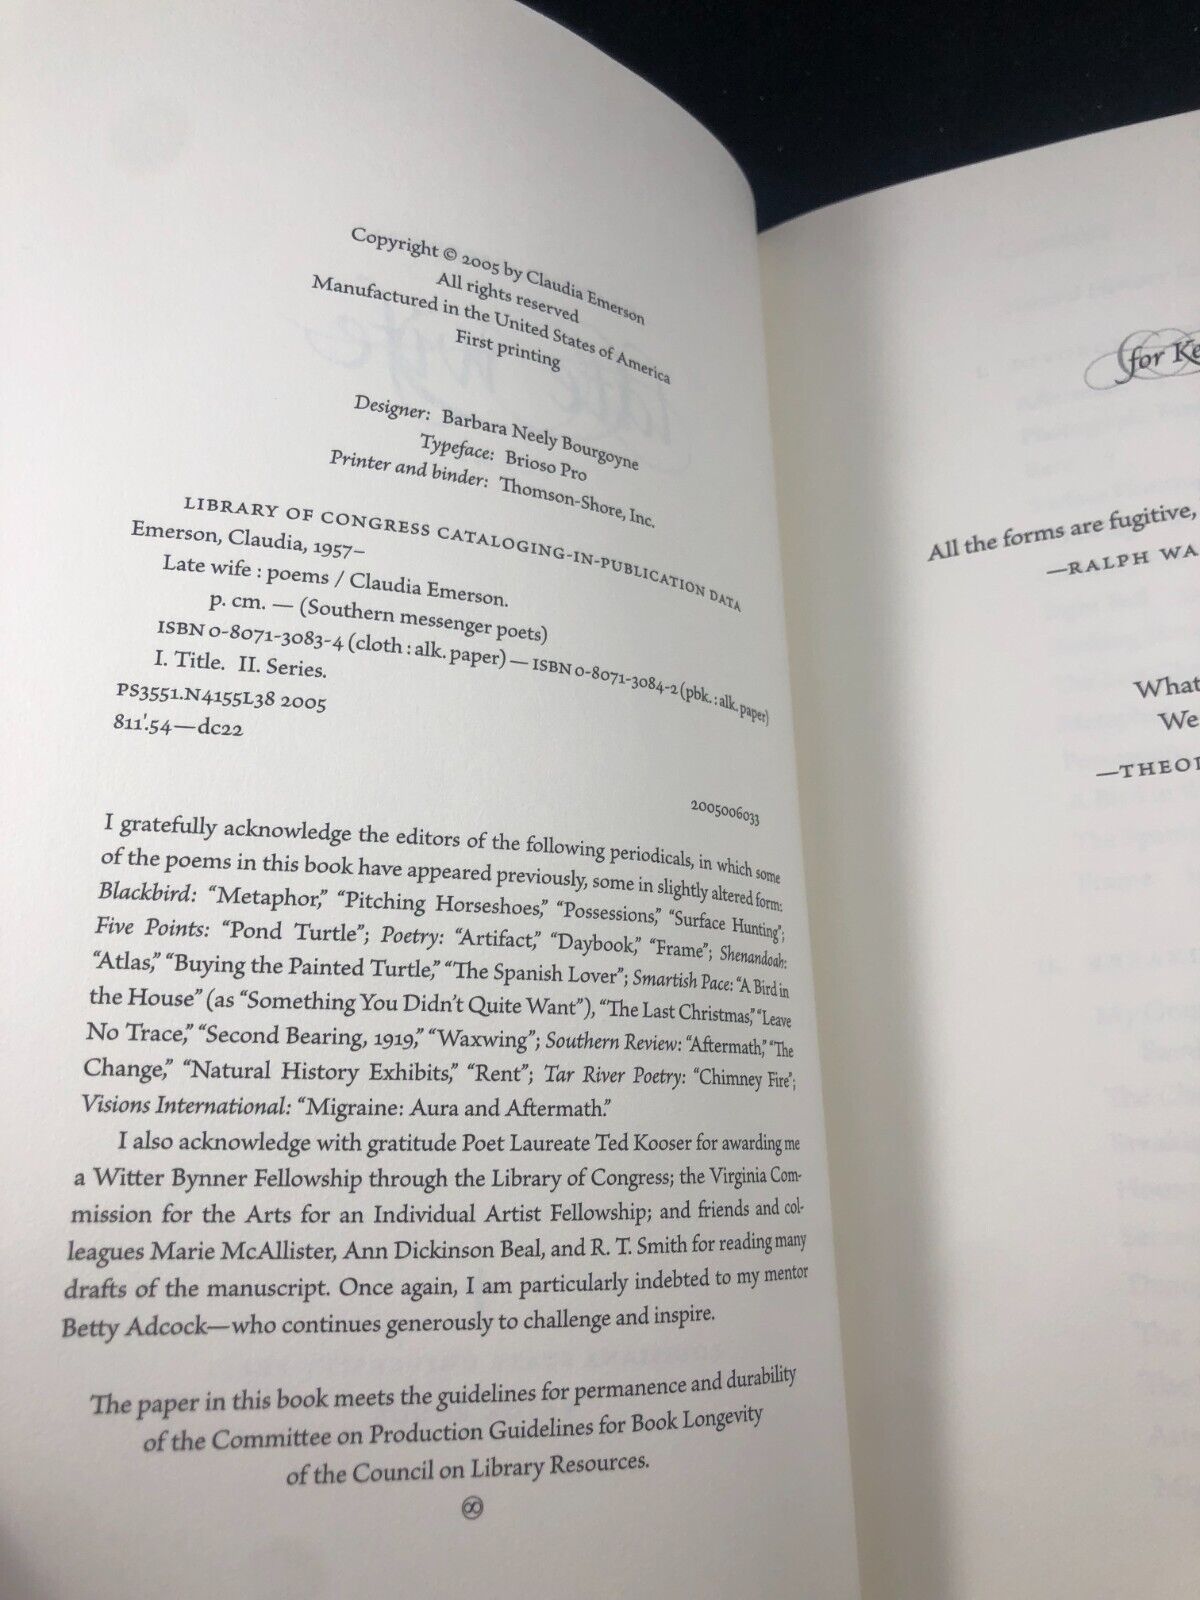 Copyright © 2005 by Claudia Emerson
All rights reserved
Manufactured in the United States of America
First printing
Designer: Barbara Neely Bourgoyne
Typeface: Brioso Pro
Printer and binder: Thomson-Shore, Inc.
LIBRARY OF CONGRESS CATALOGING-IN-PUBLICATION DATA
Emerson, Claudia, 1957–
Late wife : poems / Claudia Emerson.
p. cm. — (Southern messenger poets)
ISBN 0-8071-3083-4 (cloth : alk. paper) — ISBN 0-8071-3084-2 (pbk. : alk. paper)
I. Title. II. Series.
PS3551.N4155L38 2005
811'.54—dc22
2005006033
I gratefully acknowledge the editors of the following periodicals, in which some
of the poems in this book have appeared previously, some in slightly altered form:
Blackbird: “Metaphor,” “Pitching Horseshoes,” “Possessions,” “Surface Hunting”;
Five Points: “Pond Turtle”; Poetry: “Artifact,” “Daybook,” “Frame”; Shenandoah:
“Atlas,” “Buying the Painted Turtle,” “The Spanish Lover”; Smartish Pace: “A Bird in
the House” (as “Something You Didn’t Quite Want”), “The Last Christmas,” “Leave
No Trace,” “Second Bearing, 1919,” “Waxwing”; Southern Review: “Aftermath,” “The
Change,” “Natural History Exhibits,” “Rent”; Tar River Poetry: “Chimney Fire”;
Visions International: “Migraine: Aura and Aftermath.”
I also acknowledge with gratitude Poet Laureate Ted Kooser for awarding me
a Witter Bynner Fellowship through the Library of Congress; the Virginia Com-
mission for the Arts for an Individual Artist Fellowship; and friends and col-
leagues Marie McAllister, Ann Dickinson Beal, and R. T. Smith for reading many
drafts of the manuscript. Once again, I am particularly indebted to my mentor
Betty Adcock—who continues generously to challenge and inspire.
The paper in this book meets the guidelines for permanence and durability
of the Committee on Production Guidelines for Book Longevity
of the Council on Library Resources.
♾
for Ke
All the forms are fugitive,
—RALPH WA
What
We
—THEO